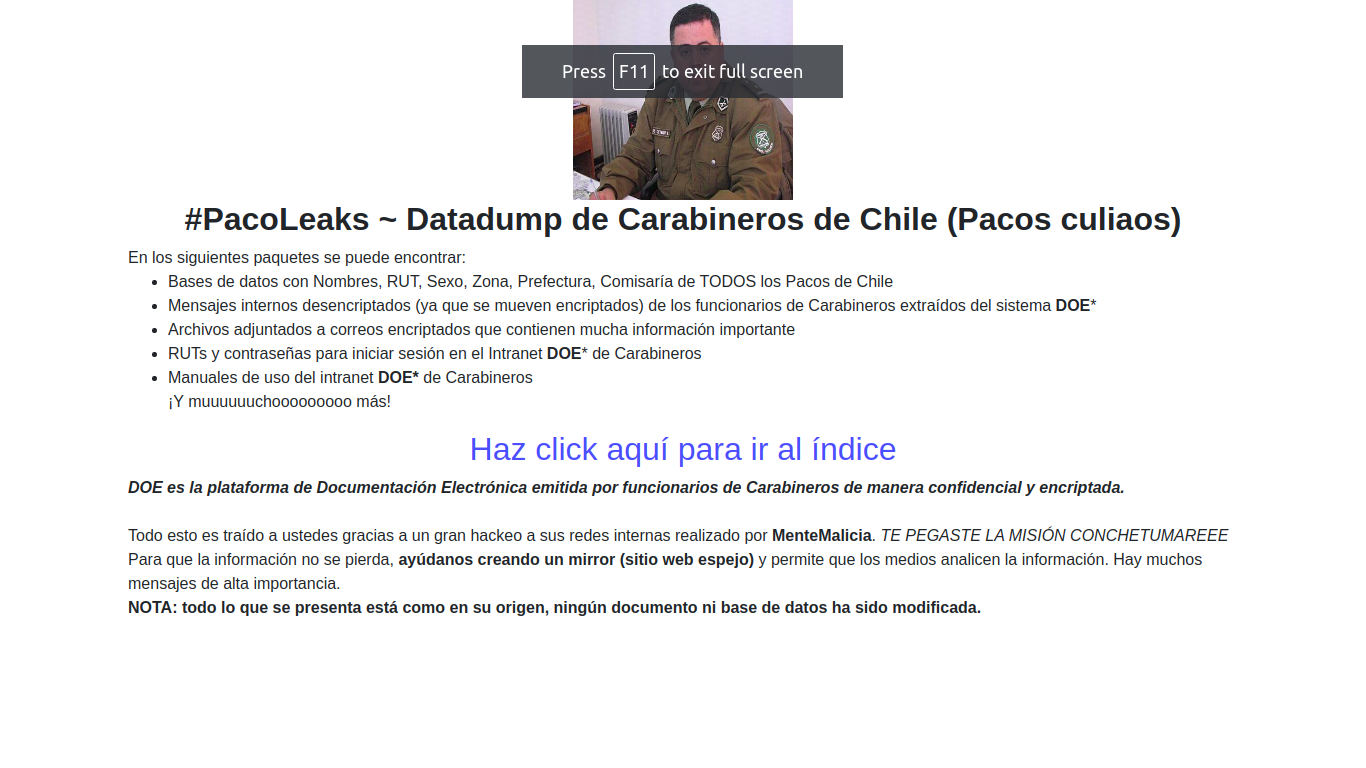 Press F11 to exit full screen
#PacoLeaks ~ Datadump de Carabineros de Chile (Pacos culiaos)
En los siguientes paquetes se puede encontrar:
Bases de datos con Nombres, RUT, Sexo, Zona, Prefectura, Comisaría de TODOS los Pacos de Chile
Mensajes internos desencriptados (ya que se mueven encriptados) de los funcionarios de Carabineros extraídos del sistema DOE*
Archivos adjuntados a correos encriptados que contienen mucha información importante
RUTs y contraseñas para iniciar sesión en el Intranet DOE* de Carabineros
Manuales de uso del intranet DOE* de Carabineros
¡Y muuuuuuchooooooooo más!
Haz click aquí para ir al índice
DOE es la plataforma de Documentación Electrónica emitida por funcionarios de Carabineros de manera confidencial y encriptada.
Todo esto es traído a ustedes gracias a un gran hackeo a sus redes internas realizado por MenteMalicia. TE PEGASTE LA MISIÓN CONCHETUMAREEE
Para que la información no se pierda, ayúdanos creando un mirror (sitio web espejo) y permite que los medios analicen la información. Hay muchos
mensajes de alta importancia.
NOTA: todo lo que se presenta está como en su origen, ningún documento ni base de datos ha sido modificada.